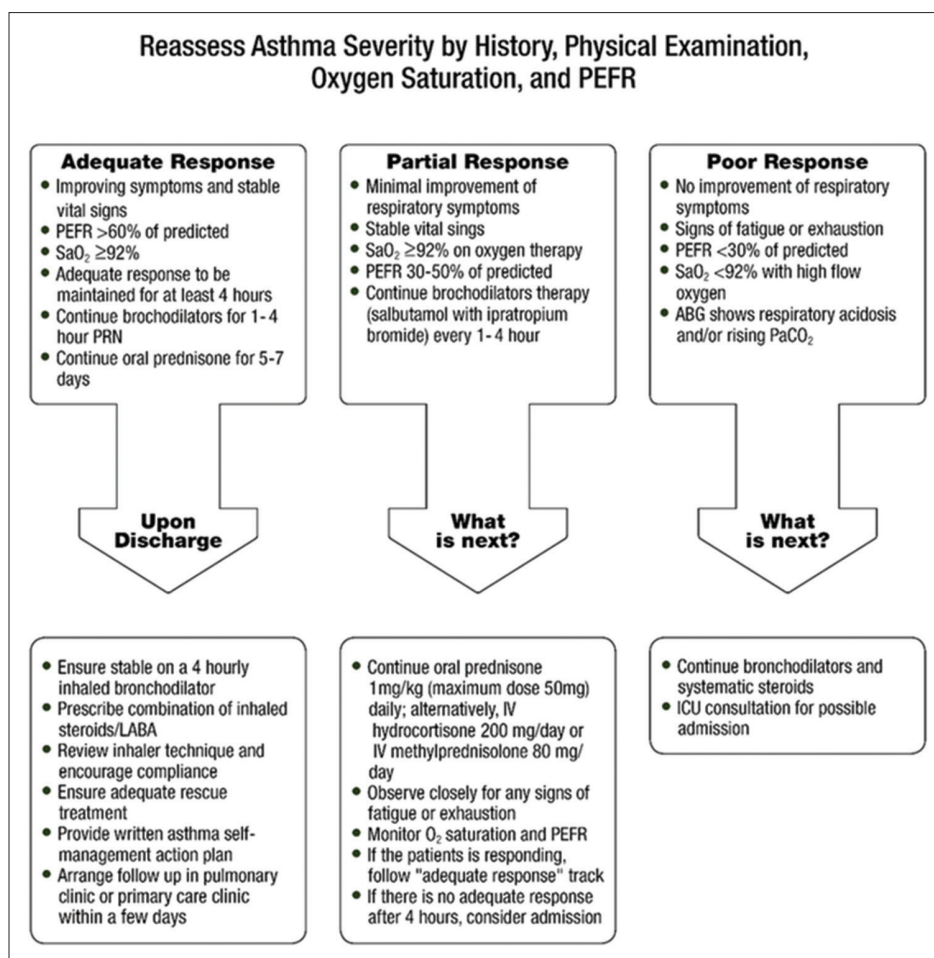 Reassess Asthma Severity by History, Physical Examination,
Oxygen Saturation, and PEFR
Adequate Response
• Improving symptoms and stable
vital signs
• PEFR >60% of predicted
• SaO₂ ≥92%
• Adequate response to be
maintained for at least 4 hours
• Continue brochodilators for 1- 4
hour PRN
• Continue oral prednisone for 5-7
days
Upon
Discharge
• Ensure stable on a 4 hourly
inhaled bronchodilator
• Prescribe combination of inhaled
steroids/LABA
• Review inhaler technique and
encourage compliance
• Ensure adequate rescue
treatment
• Provide written asthma self-
management action plan
• Arrange follow up in pulmonary
clinic or primary care clinic
within a few days
Partial Response
• Minimal improvement of
respiratory symptoms
• Stable vital sings
• SaO₂ ≥92% on oxygen therapy
• PEFR 30-50% of predicted
• Continue brochodilators therapy
(salbutamol with ipratropium
bromide) every 1- 4 hour
What
is next?
• Continue oral prednisone
1mg/kg (maximum dose 50mg)
daily; alternatively, IV
hydrocortisone 200 mg/day or
IV methylprednisolone 80 mg/
day
• Observe closely for any signs of
fatigue or exhaustion
• Monitor O₂ saturation and PEFR
• If the patients is responding,
follow "adequate response" track
• If there is no adequate response
after 4 hours, consider admission
Poor Response
• No improvement of respiratory
symptoms
• Signs of fatigue or exhaustion
• PEFR <30% of predicted
• SaO₂ <92% with high flow
oxygen
• ABG shows respiratory acidosis
and/or rising PaCO₂
What
is next?
• Continue bronchodilators and
systematic steroids
• ICU consultation for possible
admission